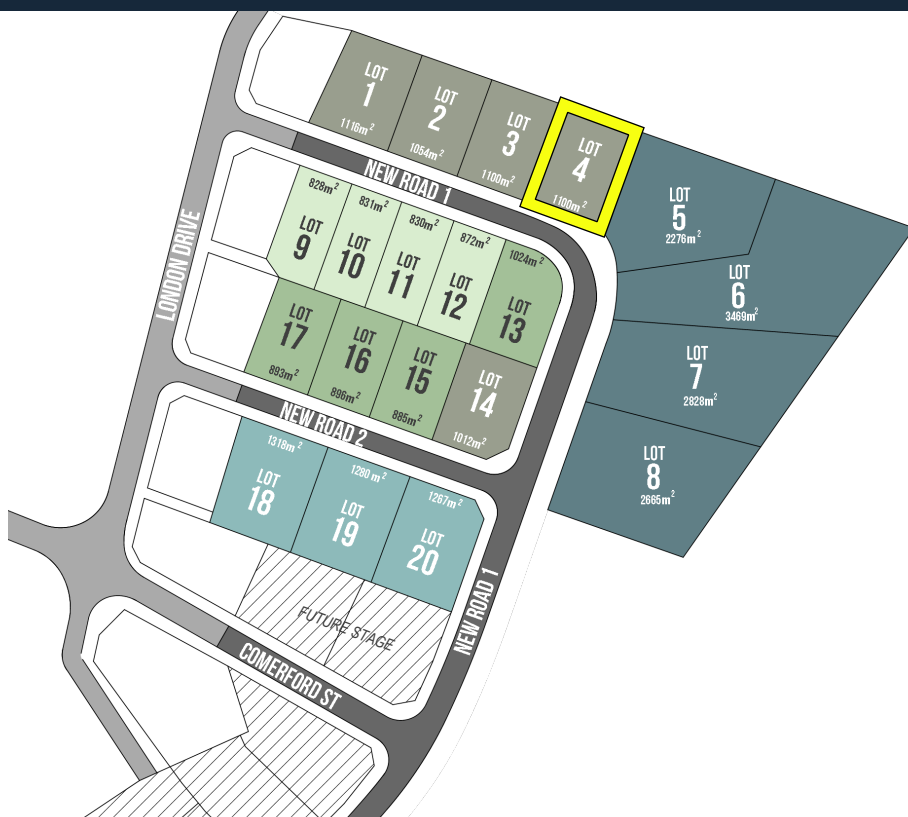 LOT
1
1116m²
LOT
2
1054m²
LOT
3
1100m²
LOT
4
1100m²
LOT
5
2276m²
LOT
6
3469m²
LOT
7
2828m²
LOT
8
2665m²
NEW ROAD 1
LONDON DRIVE
828m²
LOT
9
831m²
LOT
10
830m²
LOT
11
872m²
LOT
12
1024m²
LOT
13
LOT
17
893m²
LOT
16
896m²
LOT
15
885m²
LOT
14
1012m²
NEW ROAD 2
1318m²
LOT
18
1280 m²
LOT
19
1267m²
LOT
20
FUTURE STAGE
NEW ROAD 1
COMERFORD ST